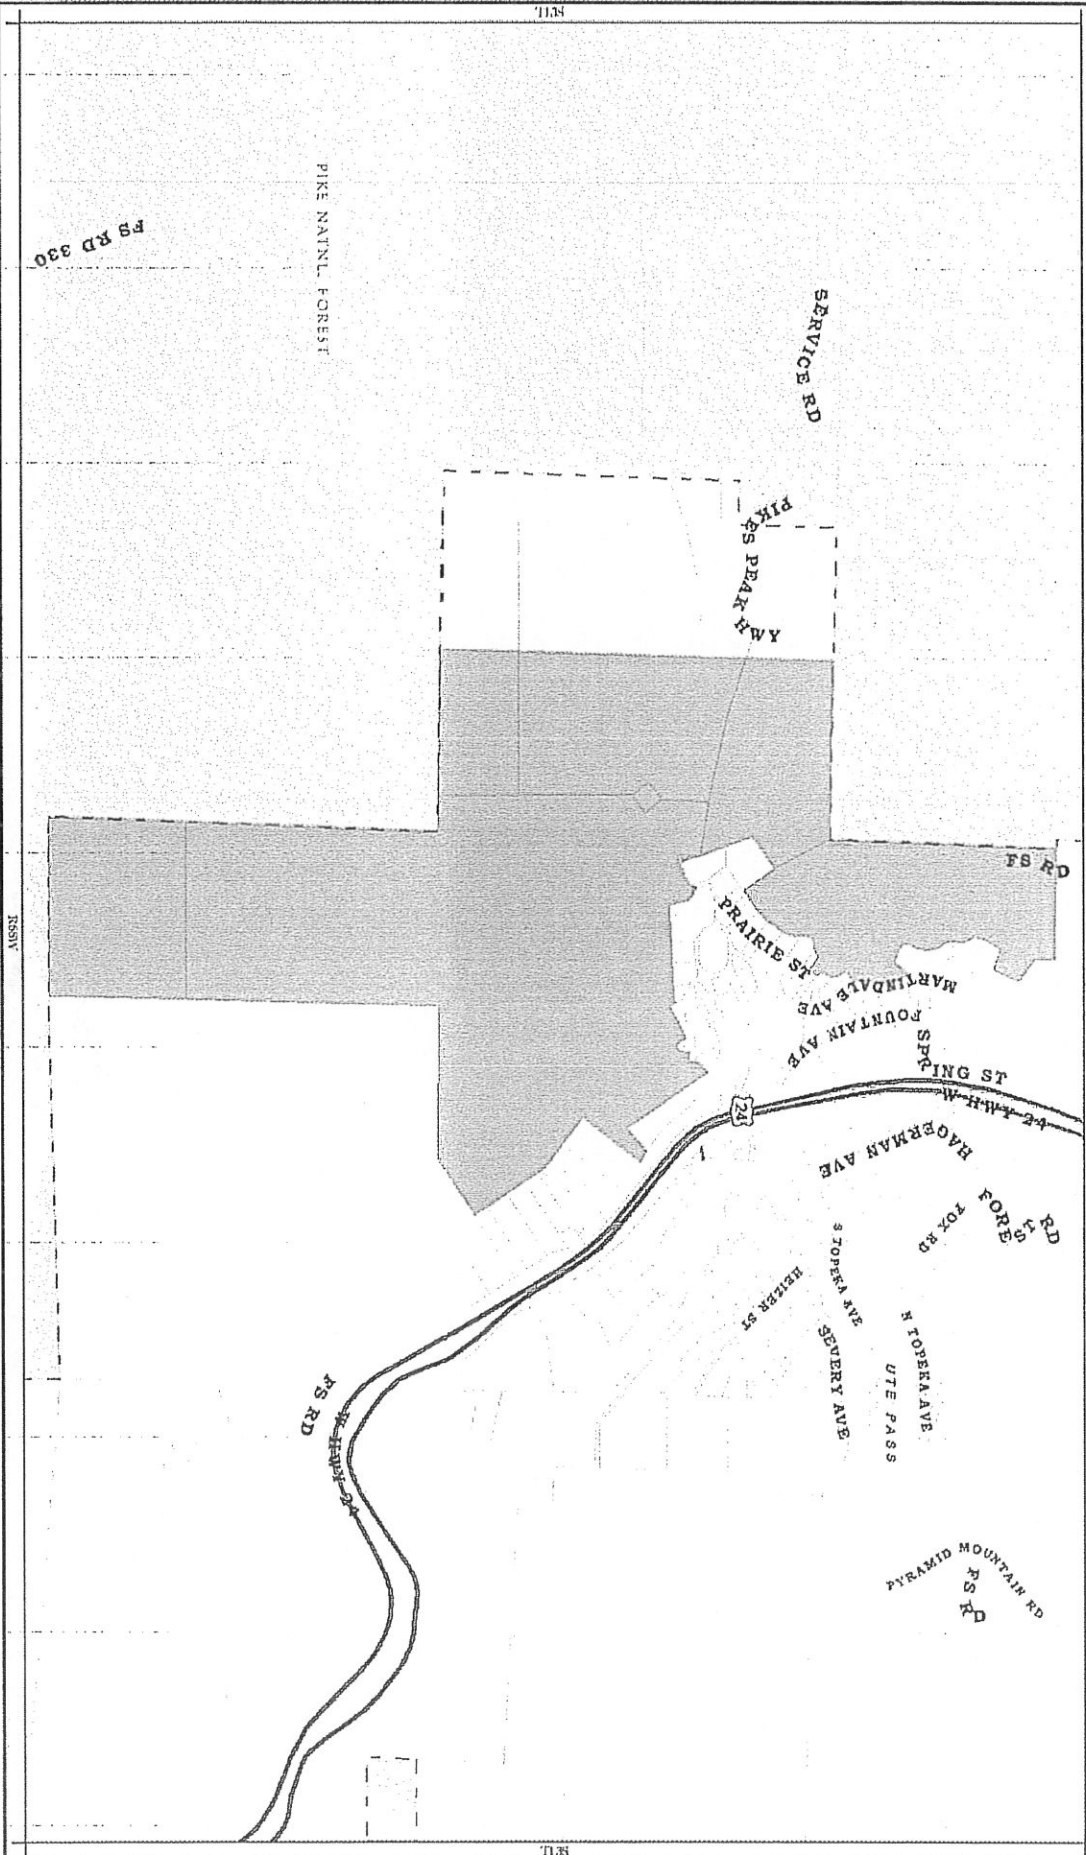 T13S
PIKE NATNL. FOREST
FS RD 330
SERVICE RD
PIKES PEAK HWY
FS RD
PRAIRIE ST
MARTINDALE AVE
FOUNTAIN AVE
SPRING ST
W HWY 24
24
HAGERMAN AVE
FOREST RD
FOX RD
S TOPEKA AVE
HEIZER ST
N TOPEKA AVE
SEVERY AVE
UTE PASS
FS RD
W HWY 24
PYRAMID MOUNTAIN RD
FS RD
R68W